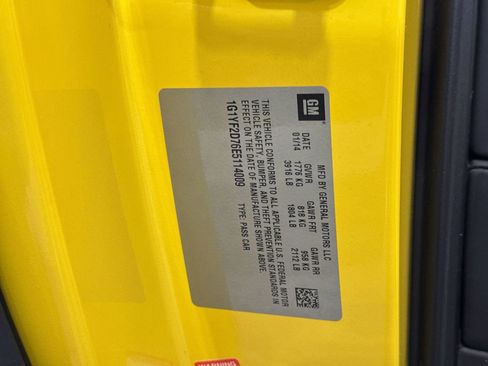 GM
MFD BY GENERAL MOTORS LLC
DATE GVWR GAWR FRT GAWR RR
01/14 1776 KG 818 KG 958 KG
3916 LB 1804 LB 2112 LB
THIS VEHICLE CONFORMS TO ALL APPLICABLE U.S. FEDERAL MOTOR
VEHICLE SAFETY, BUMPER, AND THEFT PREVENTION STANDARDS IN
EFFECT ON THE DATE OF MANUFACTURE SHOWN ABOVE.
1G1YF2D76E5114009 TYPE: PASS CAR
WARNING